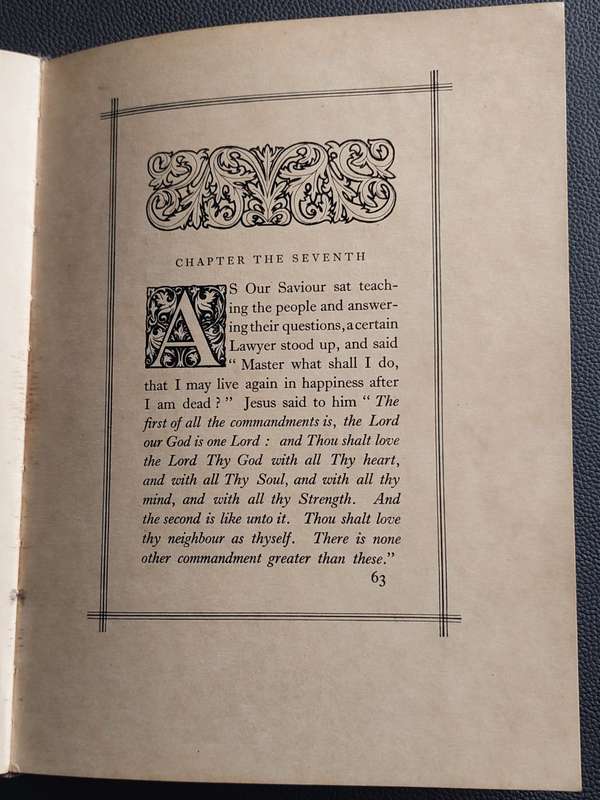 CHAPTER THE SEVENTH
AS Our Saviour sat teach-
ing the people and answer-
ing their questions, a certain
Lawyer stood up, and said
“ Master what shall I do,
that I may live again in happiness after
I am dead ? ” Jesus said to him “ The
first of all the commandments is, the Lord
our God is one Lord : and Thou shalt love
the Lord Thy God with all Thy heart,
and with all Thy Soul, and with all thy
mind, and with all thy Strength. And
the second is like unto it. Thou shalt love
thy neighbour as thyself. There is none
other commandment greater than these.”
63